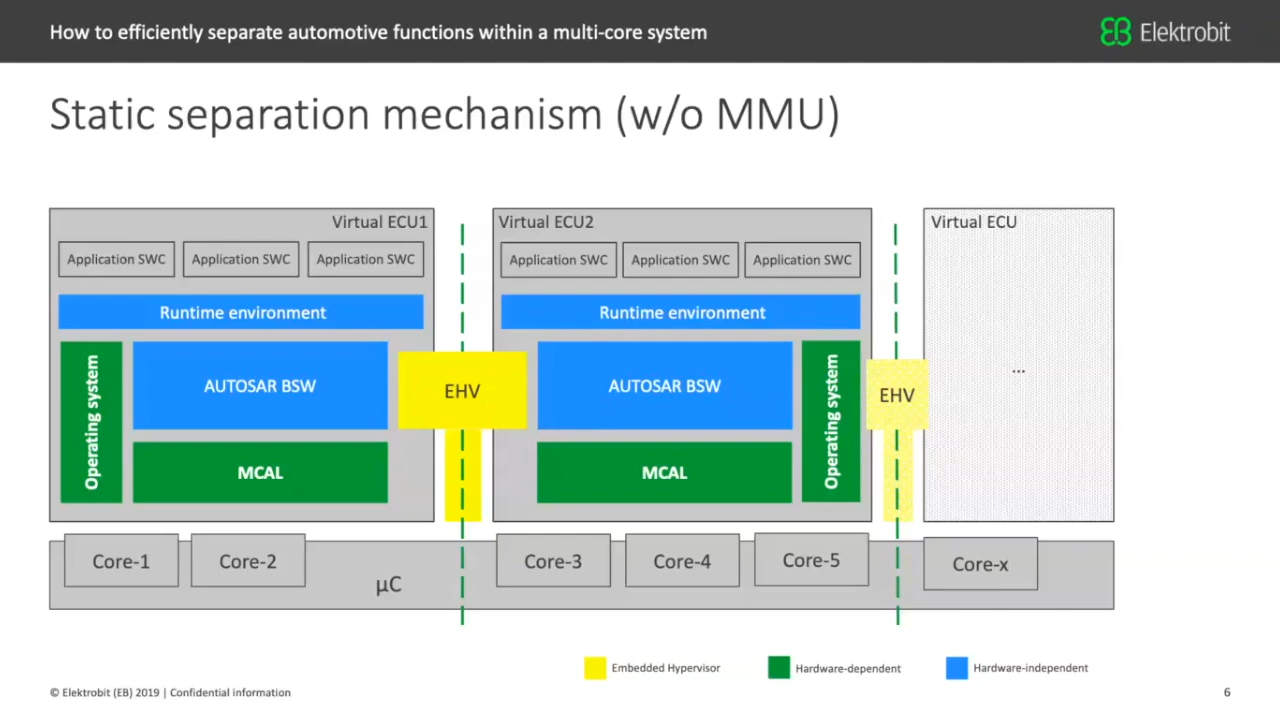 How to efficiently separate automotive functions within a multi-core system
Elektrobit
Static separation mechanism (w/o MMU)
Virtual ECU1
Application SWC
Application SWC
Application SWC
Runtime environment
Operating system
AUTOSAR BSW
MCAL
EHV
Virtual ECU2
Application SWC
Application SWC
Application SWC
Runtime environment
AUTOSAR BSW
MCAL
Operating system
EHV
Virtual ECU
...
Core-1
Core-2
µC
Core-3
Core-4
Core-5
Core-x
Embedded Hypervisor
Hardware-dependent
Hardware-independent
© Elektrobit (EB) 2019 | Confidential information
6